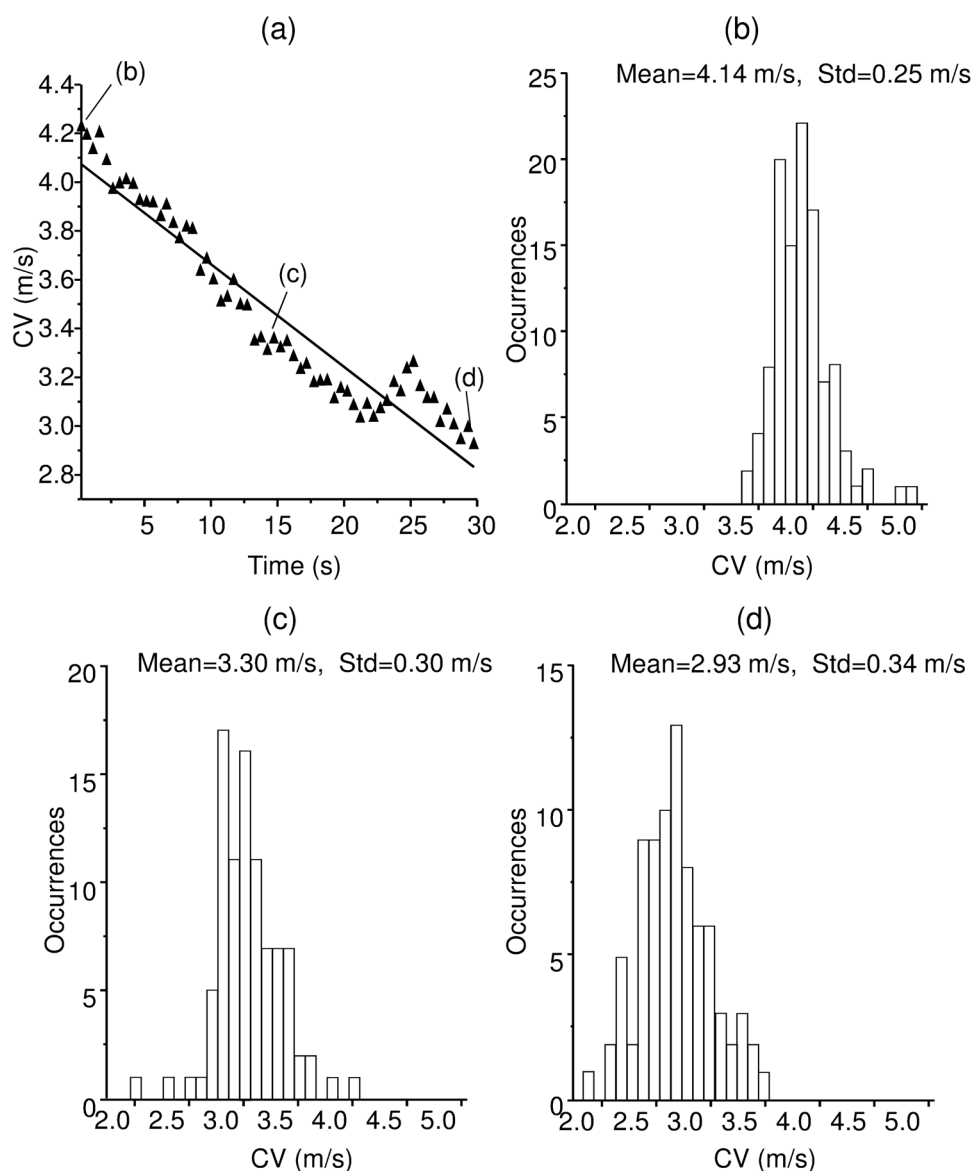 (a)
(b)
4.4
4.2
4.0
3.8
3.6
3.4
3.2
3.0
2.8
CV (m/s)
(c)
(d)
5 10 15 20 25 30
Time (s)
(b)
Mean=4.14 m/s, Std=0.25 m/s
25
20
15
10
5
0
Occurrences
2.0 2.5 3.0 3.5 4.0 4.5 5.0
CV (m/s)
(c)
Mean=3.30 m/s, Std=0.30 m/s
20
15
10
5
0
Occurrences
2.0 2.5 3.0 3.5 4.0 4.5 5.0
CV (m/s)
(d)
Mean=2.93 m/s, Std=0.34 m/s
15
10
5
0
Occurrences
2.0 2.5 3.0 3.5 4.0 4.5 5.0
CV (m/s)